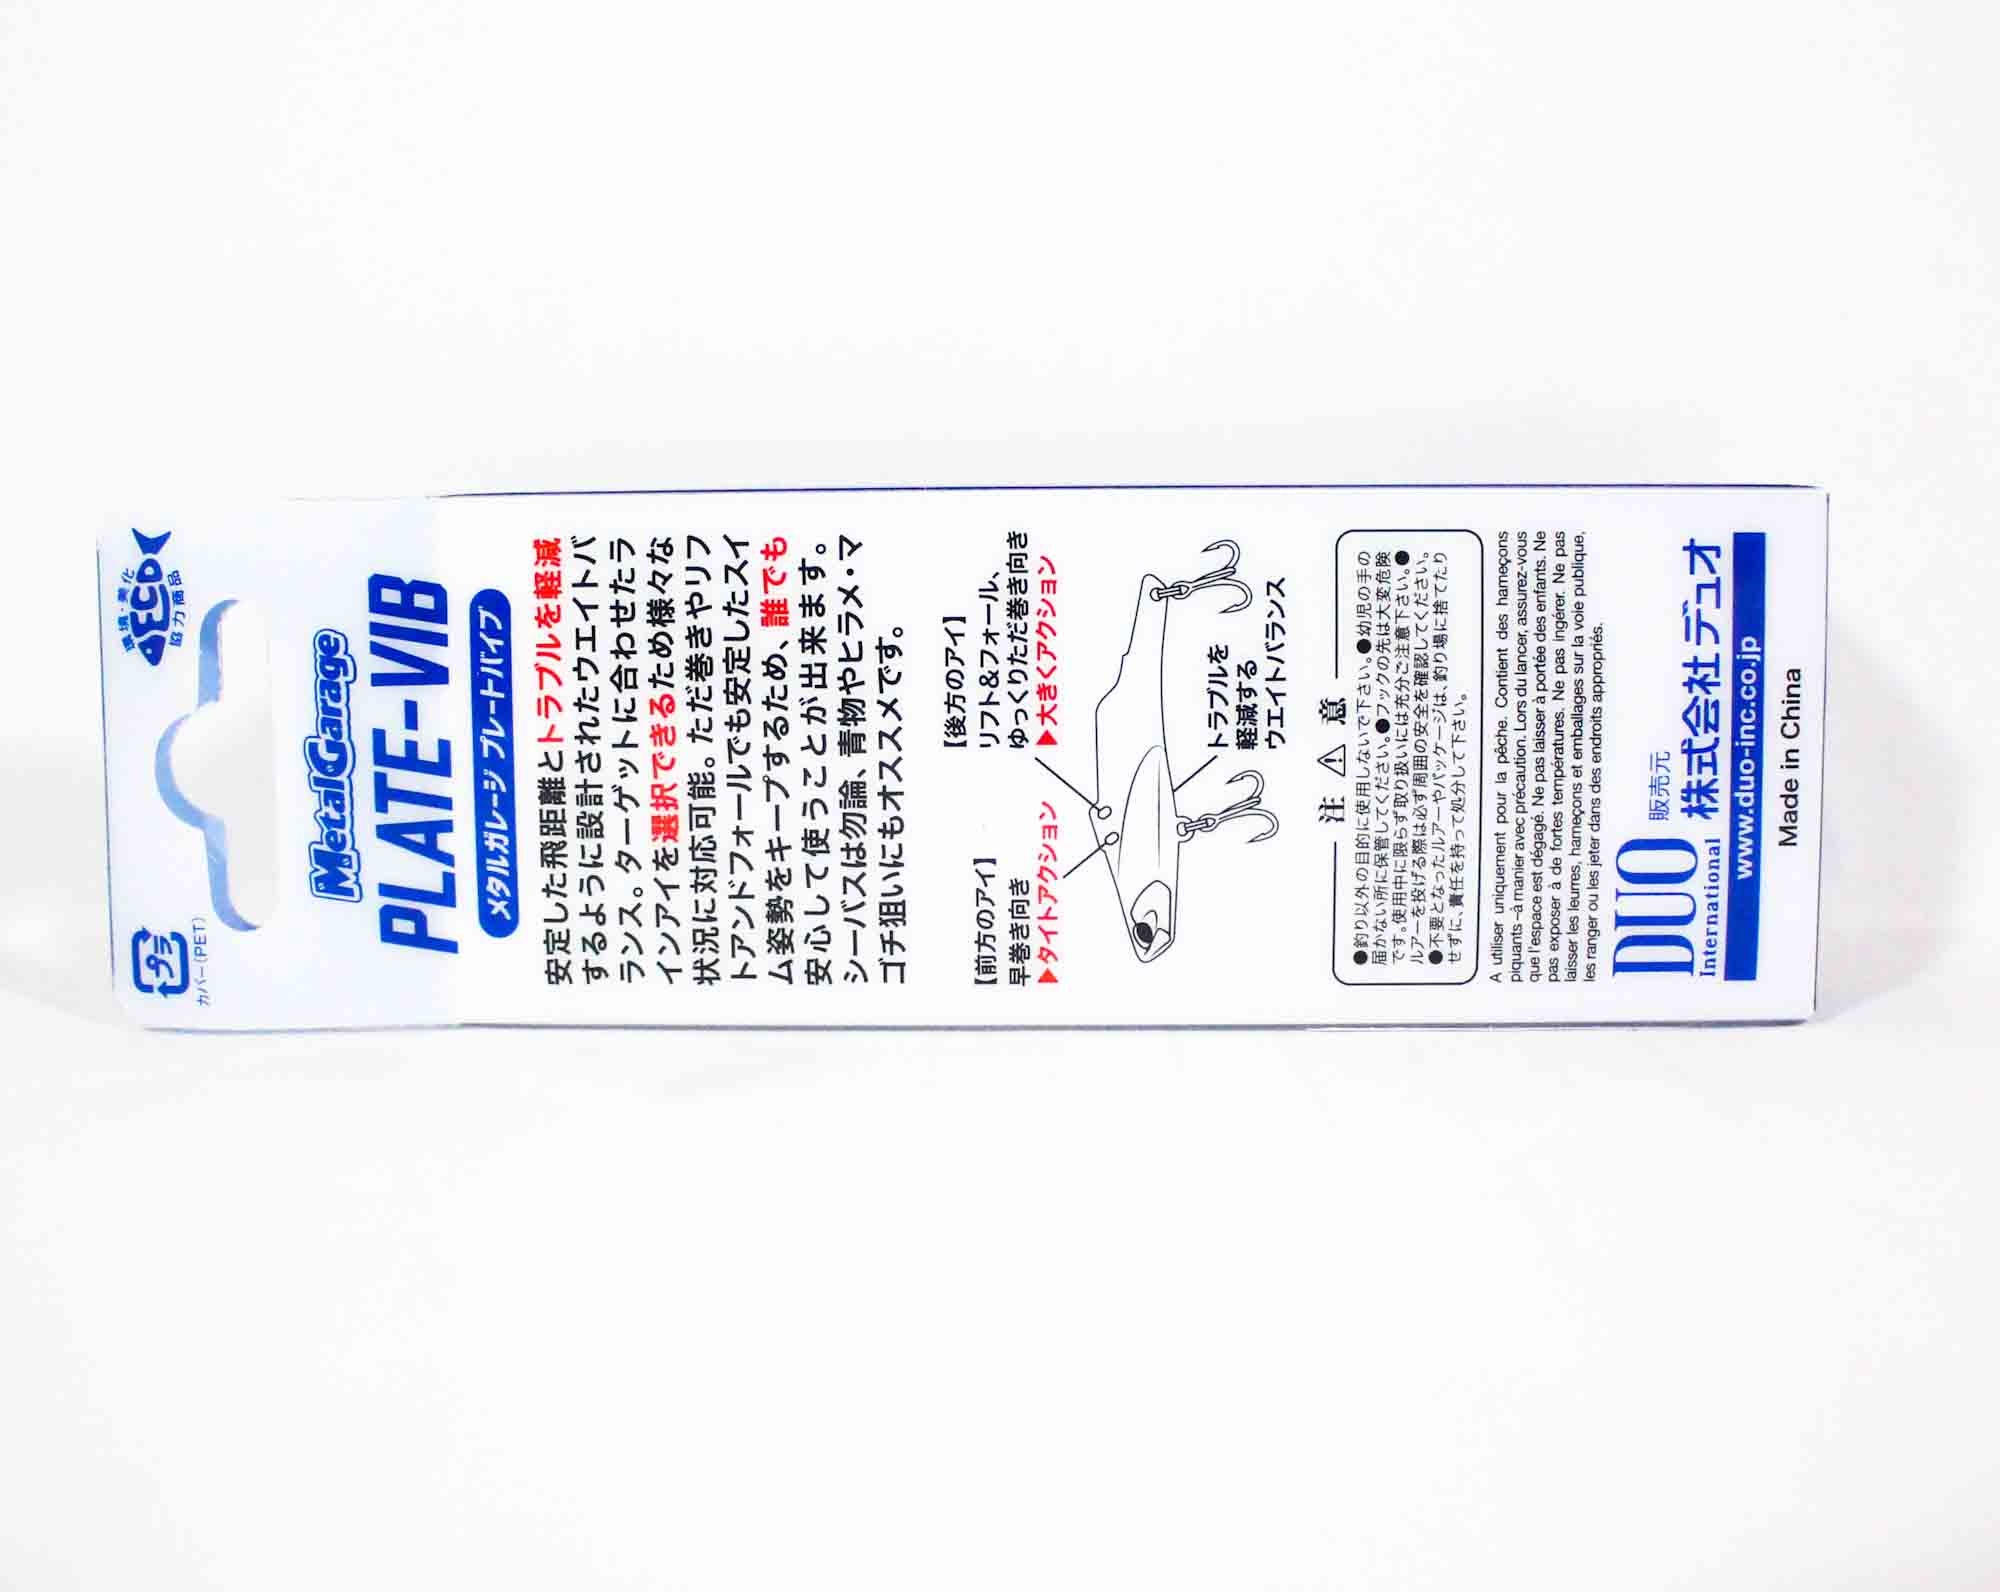 プラ
カバー(PET)
環境・美化
ECO
協力商品
MetalGarage
PLATE-VIB
メタルガレージ プレートバイブ
安定した飛距離とトラブルを軽減
するように設計されたウエイトバ
ランス。ターゲットに合わせたラ
インアイを選択できるため様々な
状況に対応可能。ただ巻きやリフ
トアンドフォールでも安定したスイ
ム姿勢をキープするため、誰でも
安心して使うことが出来ます。
シーバスは勿論、青物やヒラメ・マ
ゴチ狙いにもオススメです。
【前方のアイ】
早巻き向き
▶タイトアクション
【後方のアイ】
リフト&フォール、
ゆっくりただ巻き向き
▶大きくアクション
トラブルを
軽減する
ウエイトバランス
注 意
●釣り以外の目的に使用しないで下さい。●幼児の手の
届かない所に保管してください。●フックの先は大変危険
です。使用中に限らず取り扱いには充分ご注意下さい。●
ルアーを投げる際は必ず周囲の安全を確認してください。
●不要となったルアーやパッケージは、釣り場に捨てたり
せずに、責任を持って処分して下さい。
A utiliser uniquement pour la pêche. Contient des hameçons
piquants -à manier avec précaution. Lors du lancer, assurez-vous
que l'espace est dégagé. Ne pas laisser à portée des enfants. Ne
pas exposer à de fortes températures. Ne pas ingérer. Ne pas
laisser les leurres, hameçons et emballages sur la voie publique,
les ranger ou les jeter dans des endroits appropriés.
DUO
International
販売元
株式会社デュオ
www.duo-inc.co.jp
Made in China